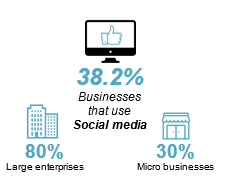 38.2%
Businesses
that use
Social media
80%
Large enterprises
30%
Micro businesses